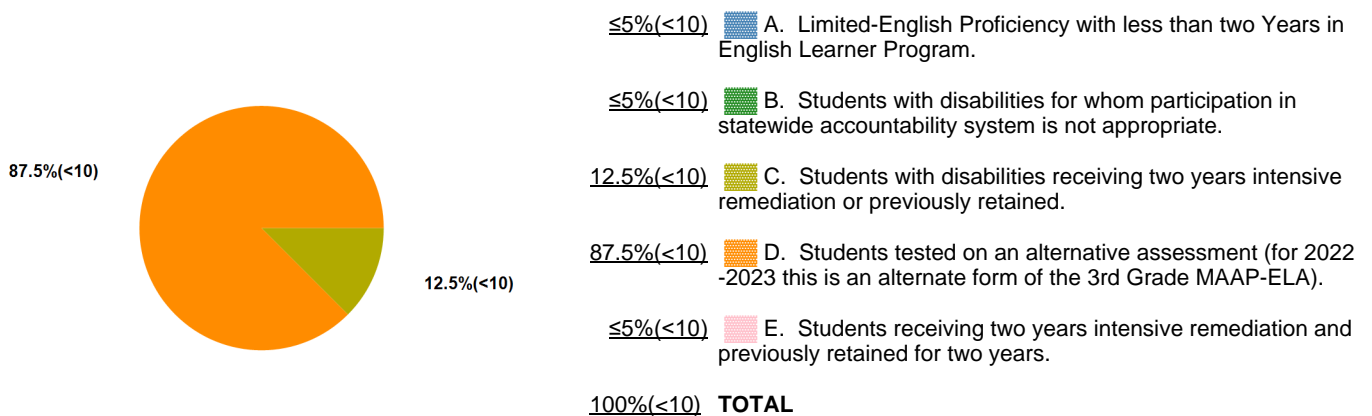 87.5%(<10)
12.5%(<10)
≤5%(<10) A. Limited-English Proficiency with less than two Years in
English Learner Program.
≤5%(<10) B. Students with disabilities for whom participation in
statewide accountability system is not appropriate.
12.5%(<10) C. Students with disabilities receiving two years intensive
remediation or previously retained.
87.5%(<10) D. Students tested on an alternative assessment (for 2022
-2023 this is an alternate form of the 3rd Grade MAAP-ELA).
≤5%(<10) E. Students receiving two years intensive remediation and
previously retained for two years.
100%(<10) TOTAL